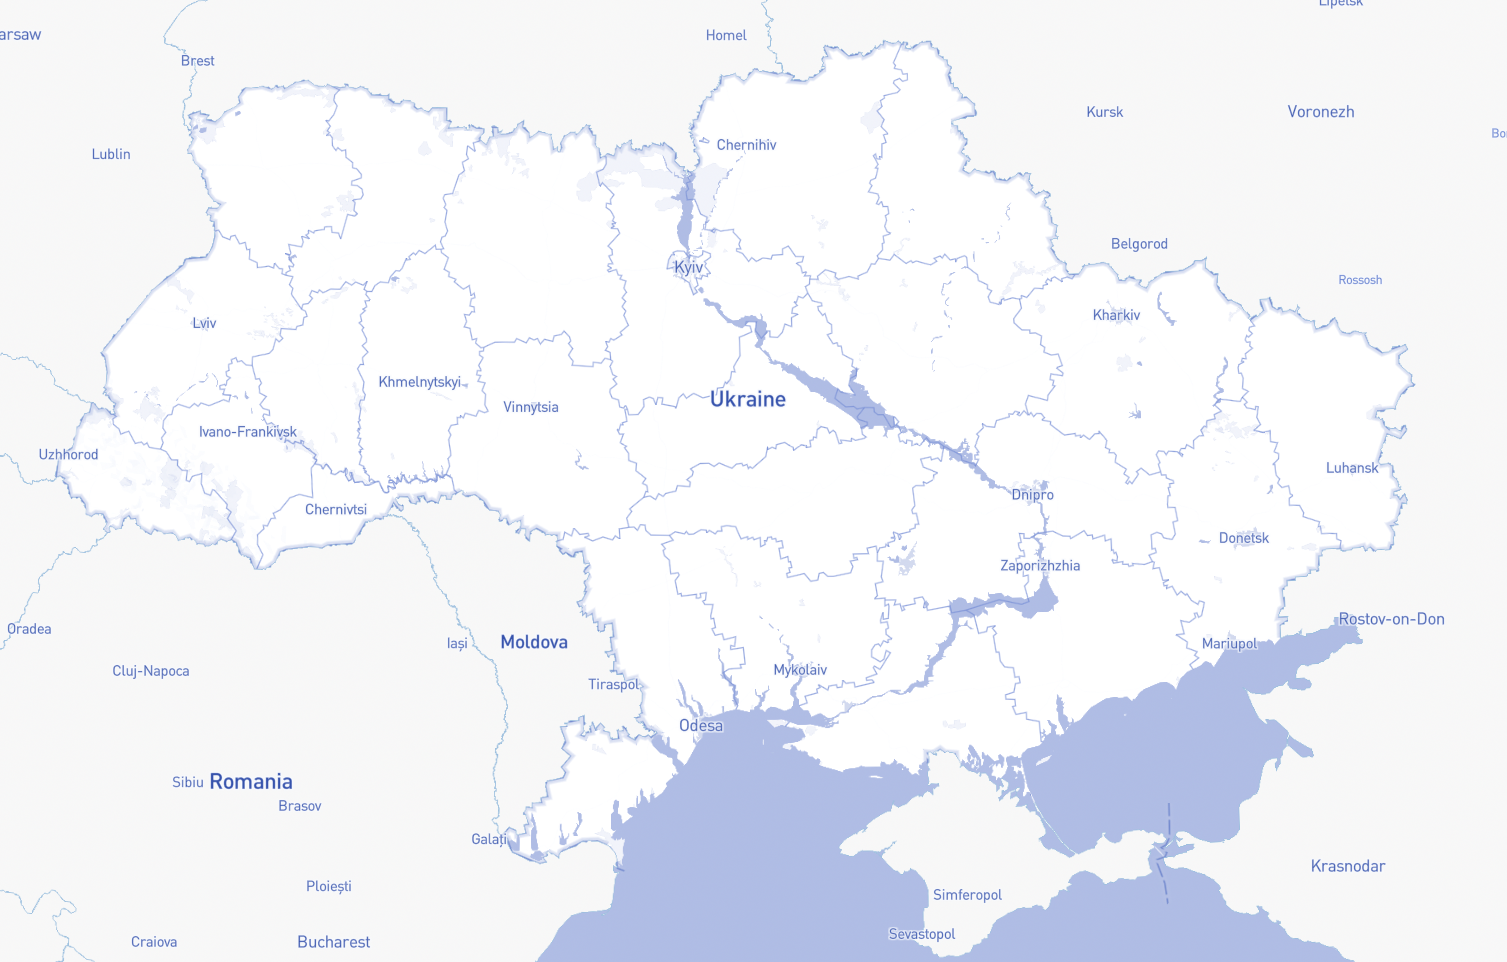 Lipetsk
arsaw
Homel
Brest
Kursk
Voronezh
Bo
Lublin
Chernihiv
Belgorod
Kyiv
Rossosh
Lviv
Kharkiv
Khmelnytskyi
Ukraine
Vinnytsia
Ivano-Frankivsk
Uzhhorod
Luhansk
Dnipro
Chernivtsi
Donetsk
Zaporizhzhia
Rostov-on-Don
Oradea
Iași
Moldova
Mariupol
Cluj-Napoca
Mykolaiv
Tiraspol
Odesa
Sibiu Romania
Brasov
Galați
Krasnodar
Ploiești
Simferopol
Sevastopol
Craiova
Bucharest